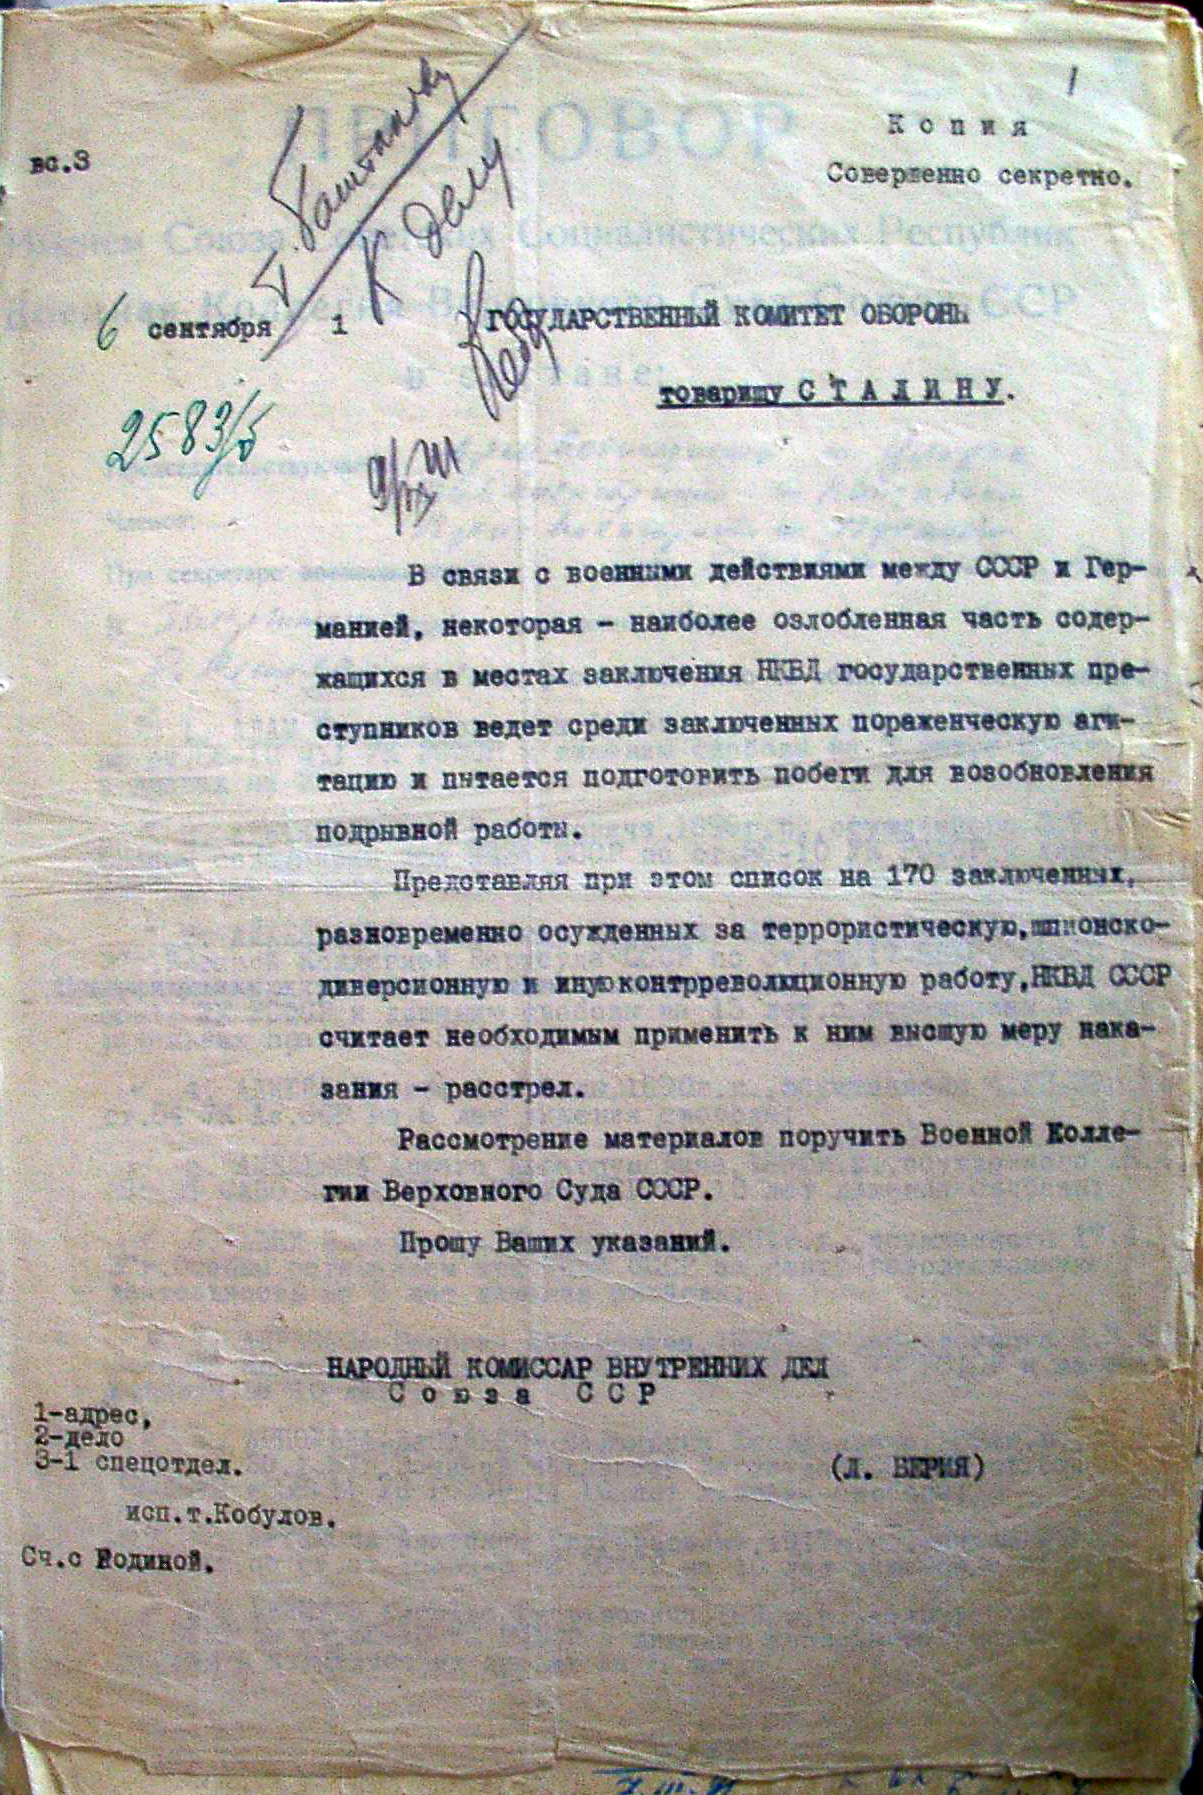 1
Копия
вс.3
Совершенно секретно.
т. Баштакову
К делу
6 сентября 1
ГОСУДАРСТВЕННЫЙ КОМИТЕТ ОБОРОНЫ
товарищу СТАЛИНУ.
2583/б
В связи с военными действиями между СССР и Гер-
манией, некоторая - наиболее озлобленная часть содер-
жащихся в местах заключения НКВД государственных пре-
ступников ведет среди заключенных пораженческую аги-
тацию и пытается подготовить побеги для возобновления
подрывной работы.
Представляя при этом список на 170 заключенных,
разновременно осужденных за террористическую, шпионско-
диверсионную и иную контрреволюционную работу, НКВД СССР
считает необходимым применить к ним высшую меру нака-
зания - расстрел.
Рассмотрение материалов поручить Военной Колле-
гии Верховного Суда СССР.
Прошу Ваших указаний.
НАРОДНЫЙ КОМИССАР ВНУТРЕННИХ ДЕЛ
Союза ССР
1-адрес,
2-дело
3-1 спецотдел.
(Л. БЕРИЯ)
исп.т.Кобулов.
Сч.с Родиной.